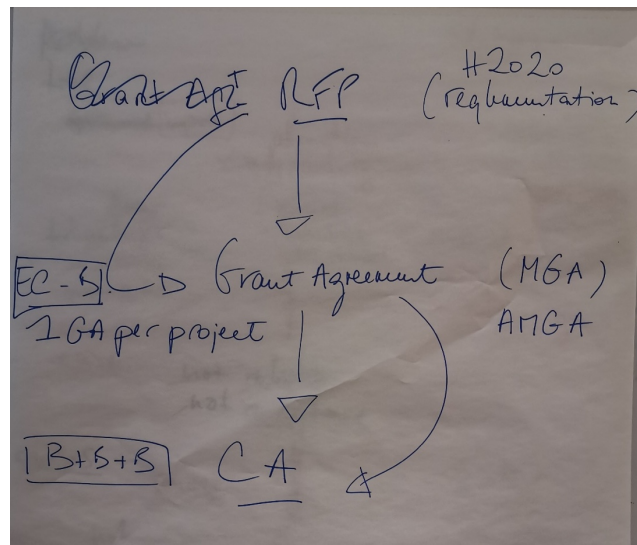 Grant Agt RFP H2020
(reglementation)
EC-B Grant Agreement (MGA)
1 GA per project AMGA
B+B+B CA